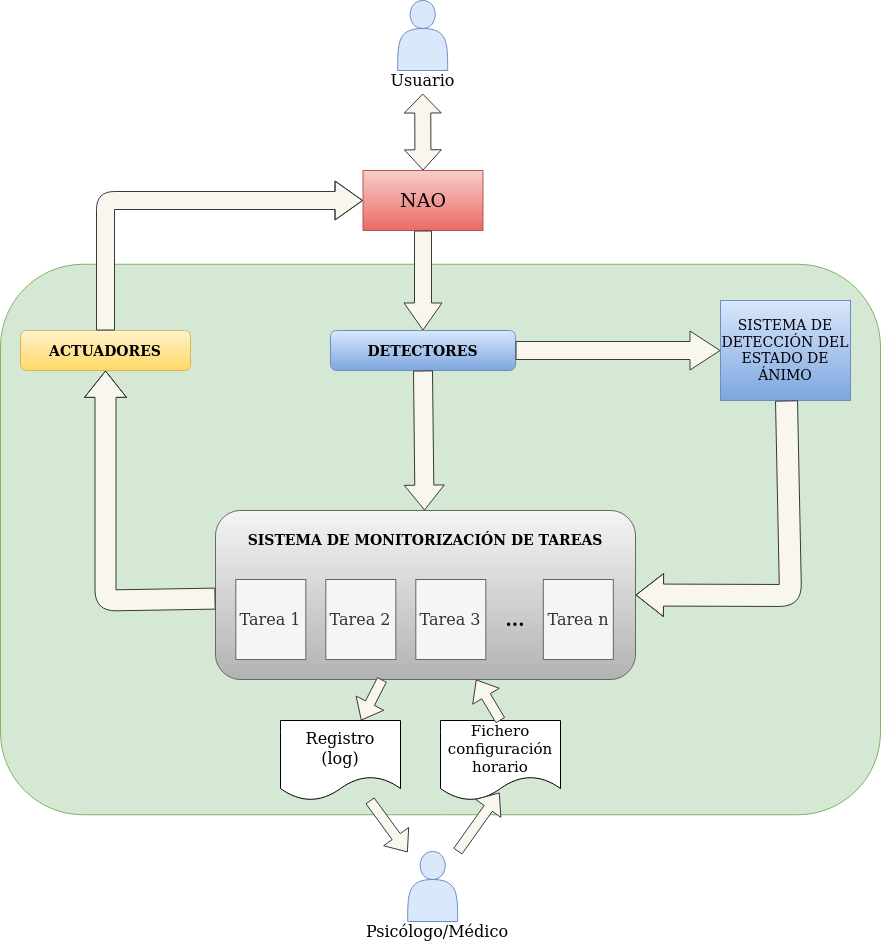 Usuario
NAO
ACTUADORES
DETECTORES
SISTEMA DE
DETECCIÓN DEL
ESTADO DE
ÁNIMO
SISTEMA DE MONITORIZACIÓN DE TAREAS
Tarea 1
Tarea 2
Tarea 3
...
Tarea n
Registro
(log)
Fichero
configuración
horario
Psicólogo/Médico